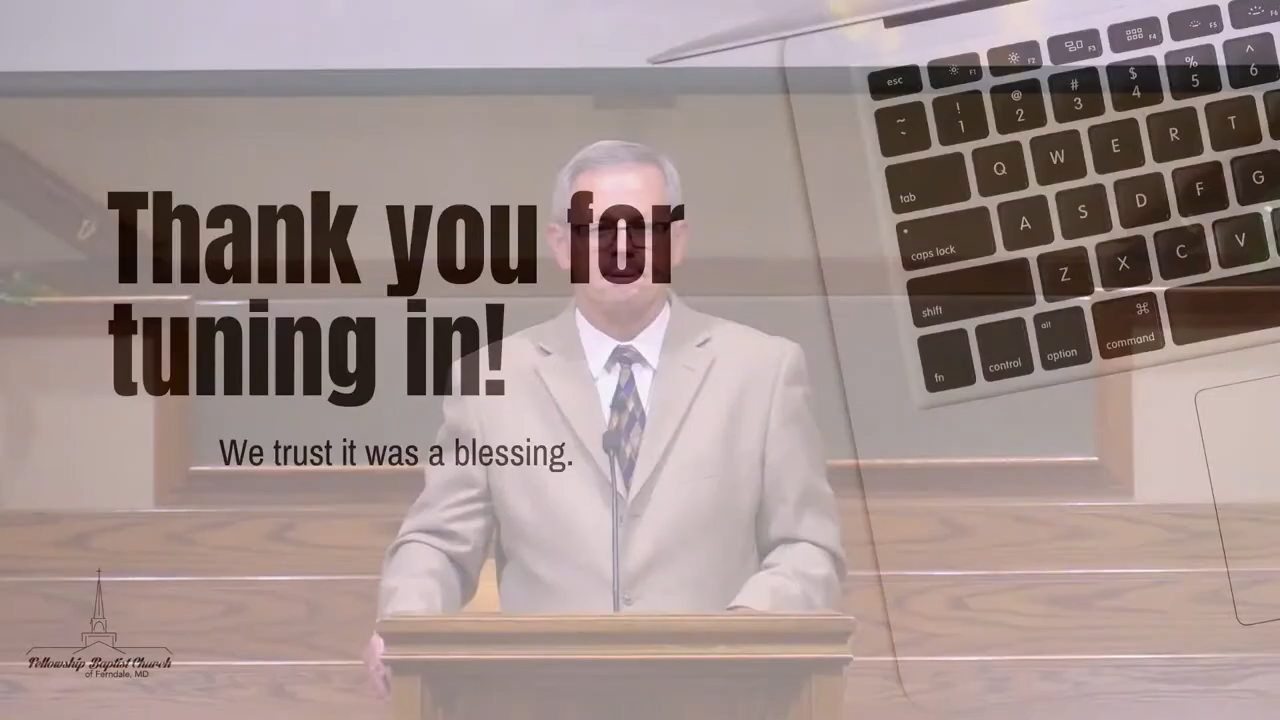 Thank you for
tuning in!
We trust it was a blessing.
Fellowship Baptist Church
of Ferndale, MD
esc
F1
F2
F3
F4
F5
F6
~
`
!
1
@
2
#
3
$
4
%
5
^
6
tab
Q
W
E
R
T
caps lock
A
S
D
F
G
shift
Z
X
C
V
fn
control
alt
option
⌘
command